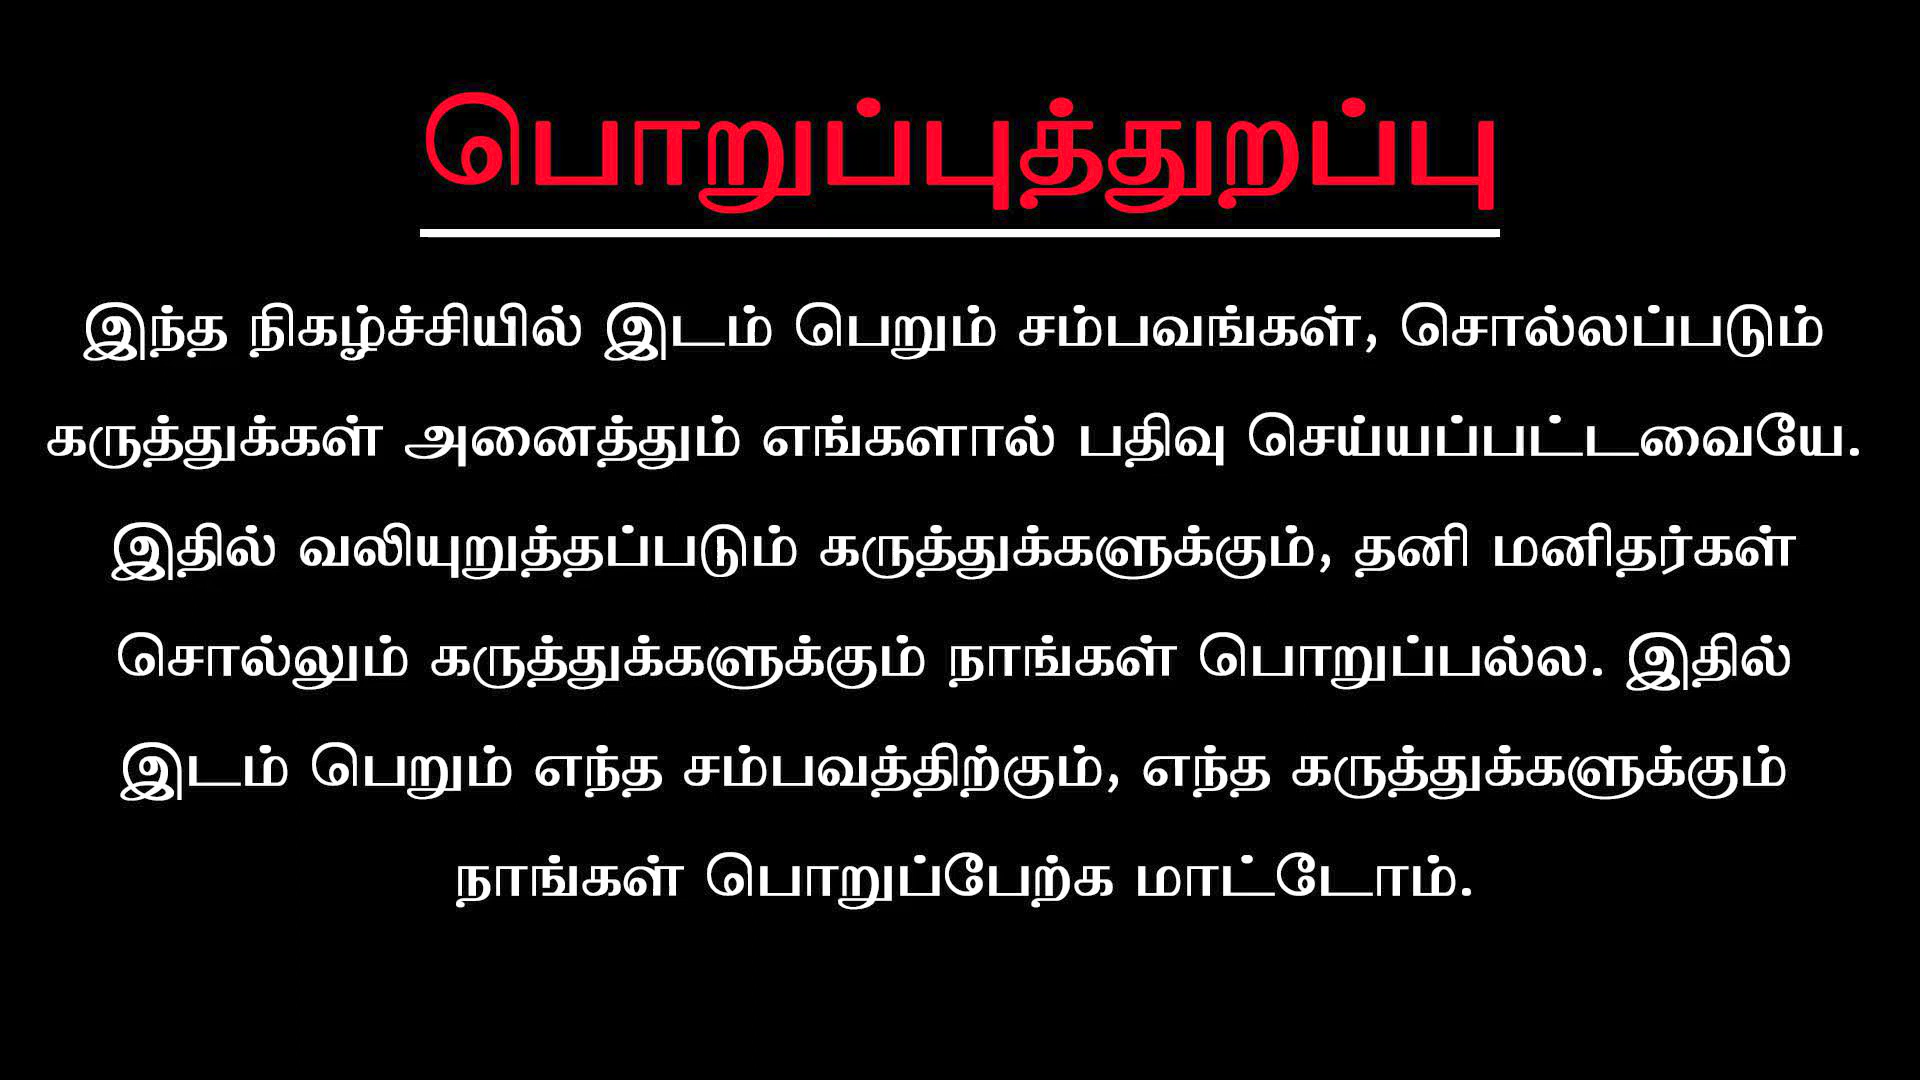 பொறுப்புத்துறப்பு
இந்த நிகழ்ச்சியில் இடம் பெறும் சம்பவங்கள், சொல்லப்படும்
கருத்துக்கள் அனைத்தும் எங்களால் பதிவு செய்யப்பட்டவையே.
இதில் வலியுறுத்தப்படும் கருத்துக்களுக்கும், தனி மனிதர்கள்
சொல்லும் கருத்துக்களுக்கும் நாங்கள் பொறுப்பல்ல. இதில்
இடம் பெறும் எந்த சம்பவத்திற்கும், எந்த கருத்துக்களுக்கும்
நாங்கள் பொறுப்பேற்க மாட்டோம்.